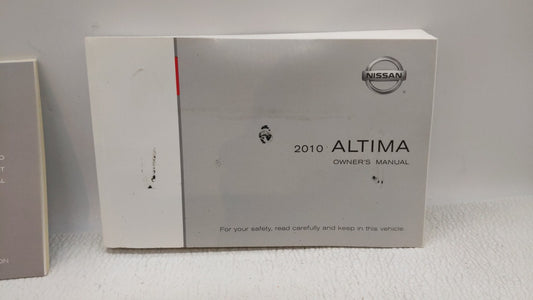 NISSAN
2010 ALTIMA
OWNER'S MANUAL
For your safety, read carefully and keep in this vehicle.